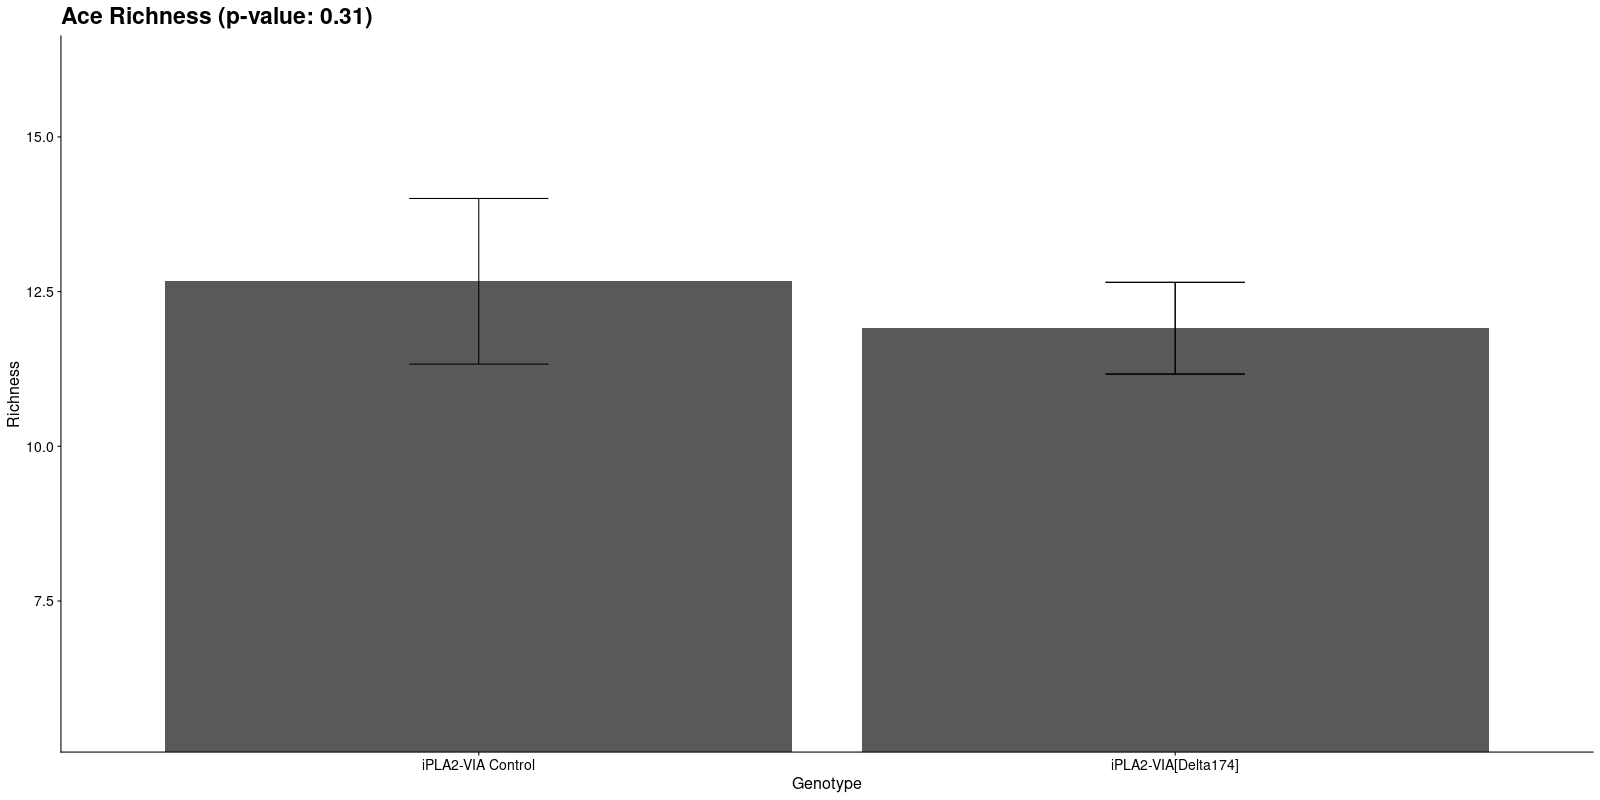 Ace Richness (p-value: 0.31)
15.0
12.5
10.0
7.5
Richness
iPLA2-VIA Control
iPLA2-VIA[Delta174]
Genotype